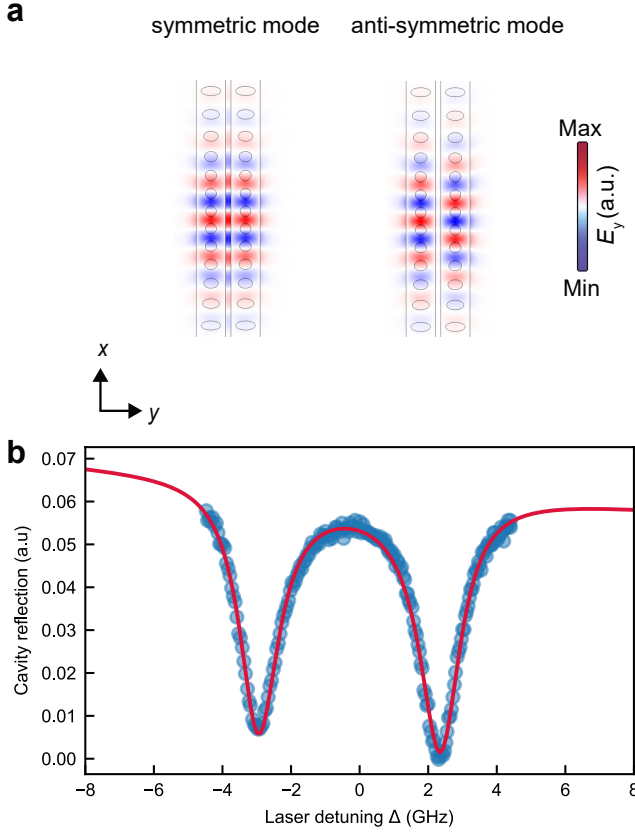 a
symmetric mode
anti-symmetric mode
Max
E_y (a.u.)
Min
x
y
b
0.07
0.06
0.05
0.04
0.03
0.02
0.01
0.00
Cavity reflection (a.u)
−8
−6
−4
−2
0
2
4
6
8
Laser detuning Δ (GHz)